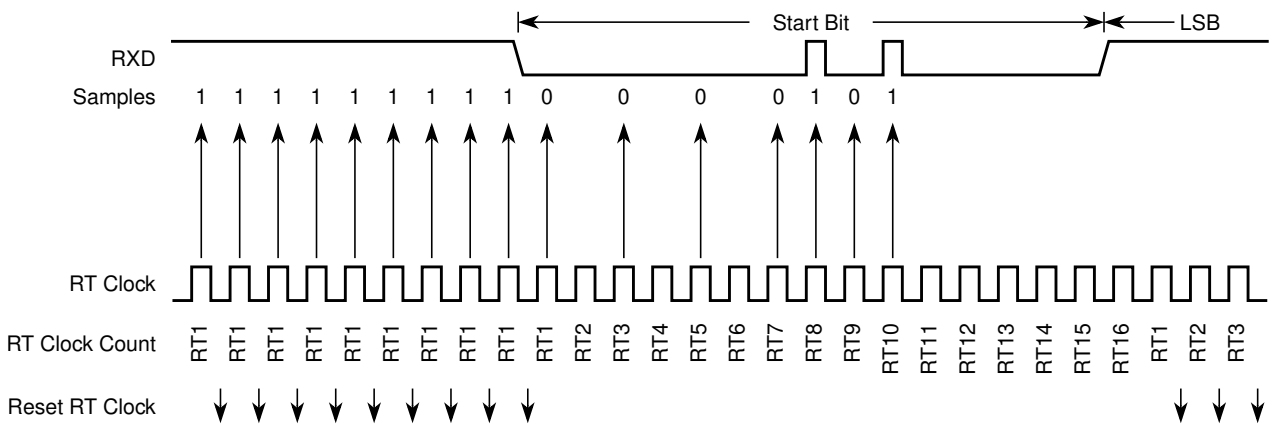 Start Bit
LSB
RXD
Samples 1 1 1 1 1 1 1 1 1 0 0 0 0 1 0 1
RT Clock
RT Clock Count RT1 RT1 RT1 RT1 RT1 RT1 RT1 RT1 RT1 RT1 RT2 RT3 RT4 RT5 RT6 RT7 RT8 RT9 RT10 RT11 RT12 RT13 RT14 RT15 RT16 RT1 RT2 RT3
Reset RT Clock